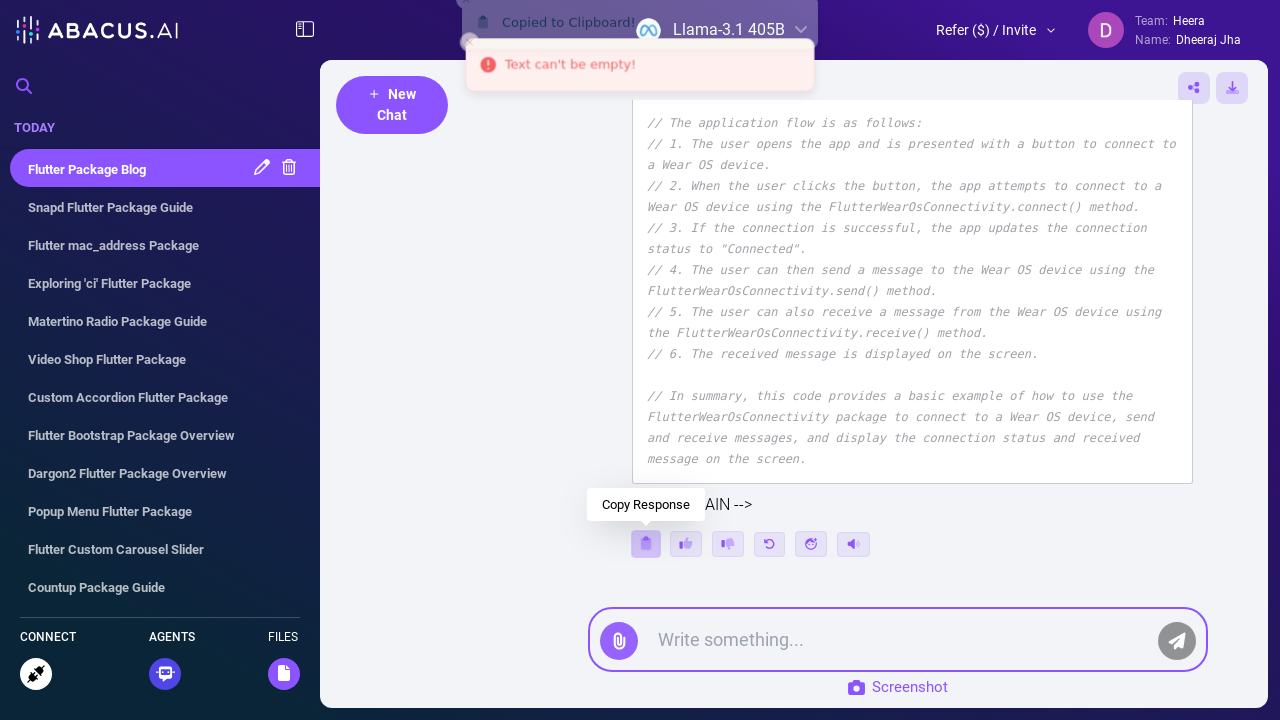 ABACUS.AI
Copied to Clipboard!
Llama-3.1 405B
Refer ($) / Invite
D
Team: Heera
Name: Dheeraj Jha
Text can't be empty!
TODAY
Flutter Package Blog
Snapd Flutter Package Guide
Flutter mac_address Package
Exploring 'ci' Flutter Package
Matertino Radio Package Guide
Video Shop Flutter Package
Custom Accordion Flutter Package
Flutter Bootstrap Package Overview
Dargon2 Flutter Package Overview
Popup Menu Flutter Package
Flutter Custom Carousel Slider
Countup Package Guide
CONNECT
AGENTS
FILES
+ New
Chat
// The application flow is as follows:
// 1. The user opens the app and is presented with a button to connect to
a Wear OS device.
// 2. When the user clicks the button, the app attempts to connect to a
Wear OS device using the FlutterWearOsConnectivity.connect() method.
// 3. If the connection is successful, the app updates the connection
status to "Connected".
// 4. The user can then send a message to the Wear OS device using the
FlutterWearOsConnectivity.send() method.
// 5. The user can also receive a message from the Wear OS device using
the FlutterWearOsConnectivity.receive() method.
// 6. The received message is displayed on the screen.
// In summary, this code provides a basic example of how to use the
FlutterWearOsConnectivity package to connect to a Wear OS device, send
and receive messages, and display the connection status and received
message on the screen.
Copy Response
AIN -->
Write something...
Screenshot